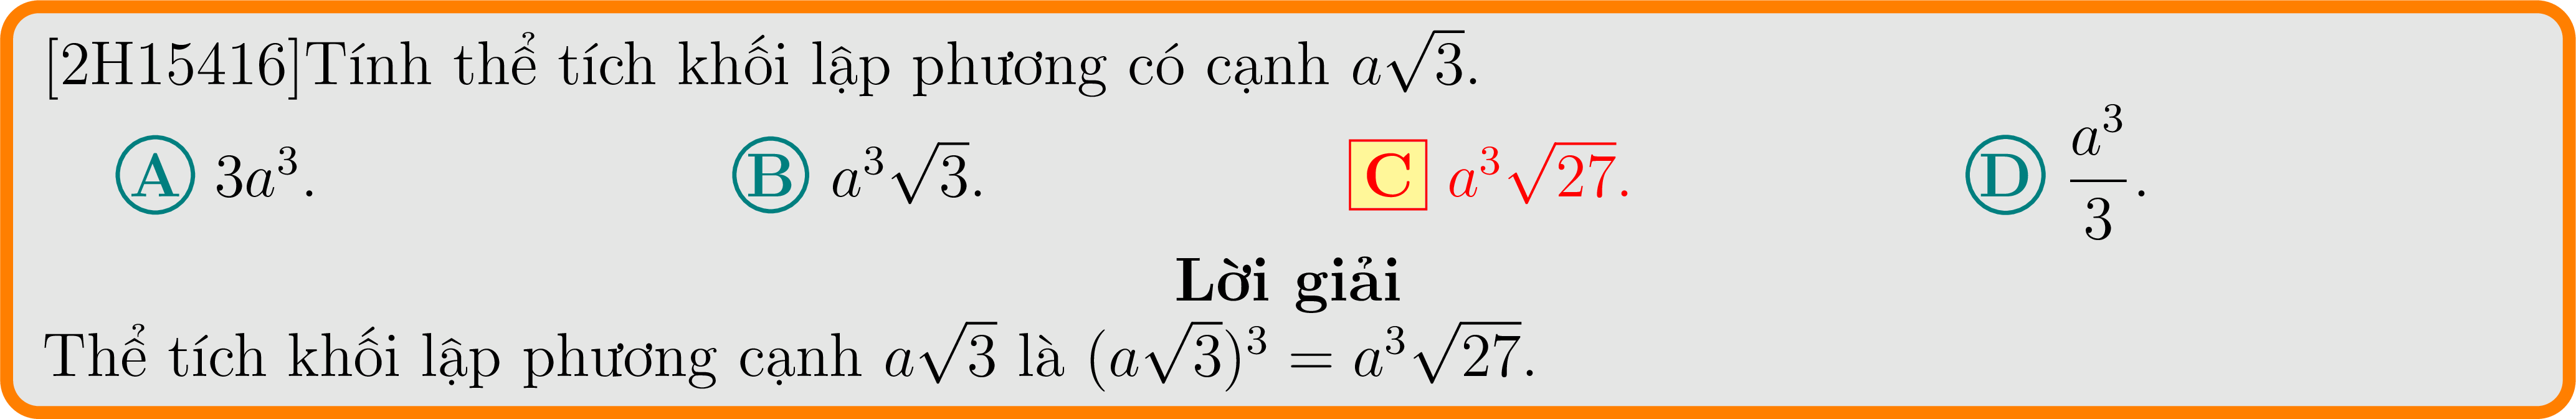 [2H15416]Tính thể tích khối lập phương có cạnh $a\sqrt{3}$.
A $3a^3$. B $a^3\sqrt{3}$. C $a^3\sqrt{27}$. D $\dfrac{a^3}{3}$.
Lời giải
Thể tích khối lập phương cạnh $a\sqrt{3}$ là $(a\sqrt{3})^3 = a^3\sqrt{27}$.